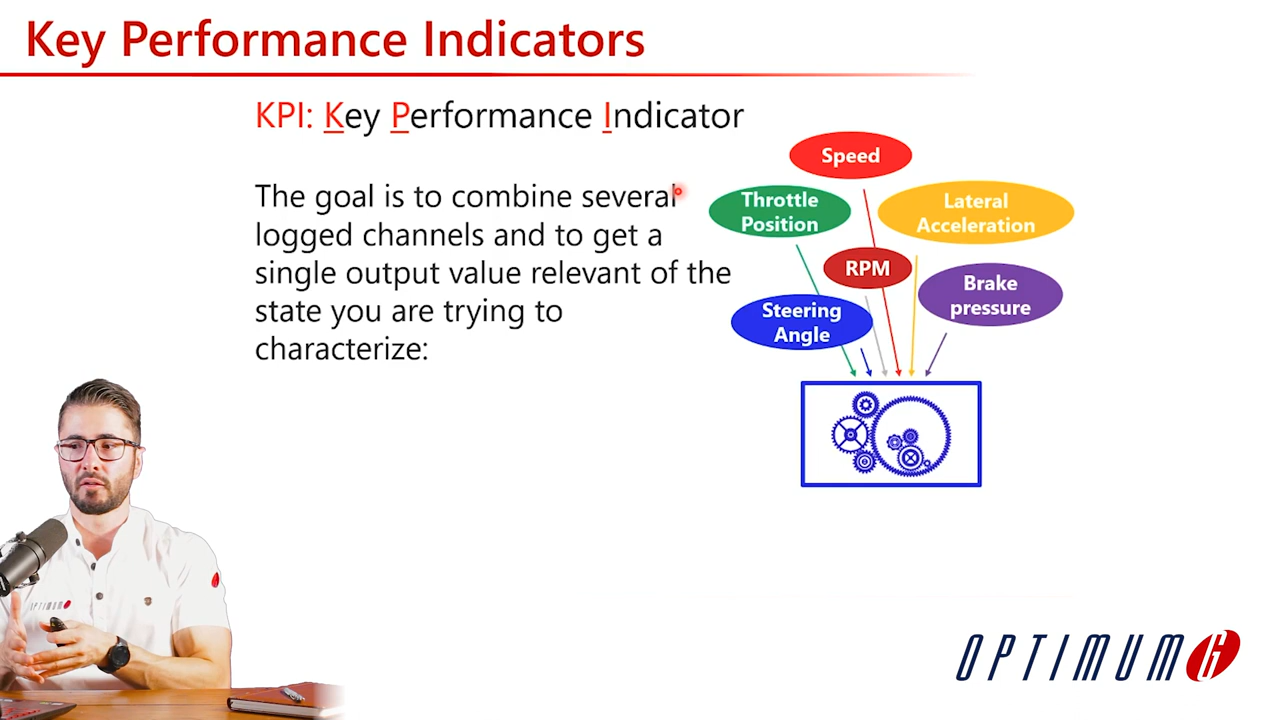 Key Performance Indicators
KPI: Key Performance Indicator
The goal is to combine several
logged channels and to get a
single output value relevant of the
state you are trying to
characterize:
Speed
Throttle
Position
Lateral
Acceleration
RPM
Brake
pressure
Steering
Angle
OPTIMUM
OPTIMUM G